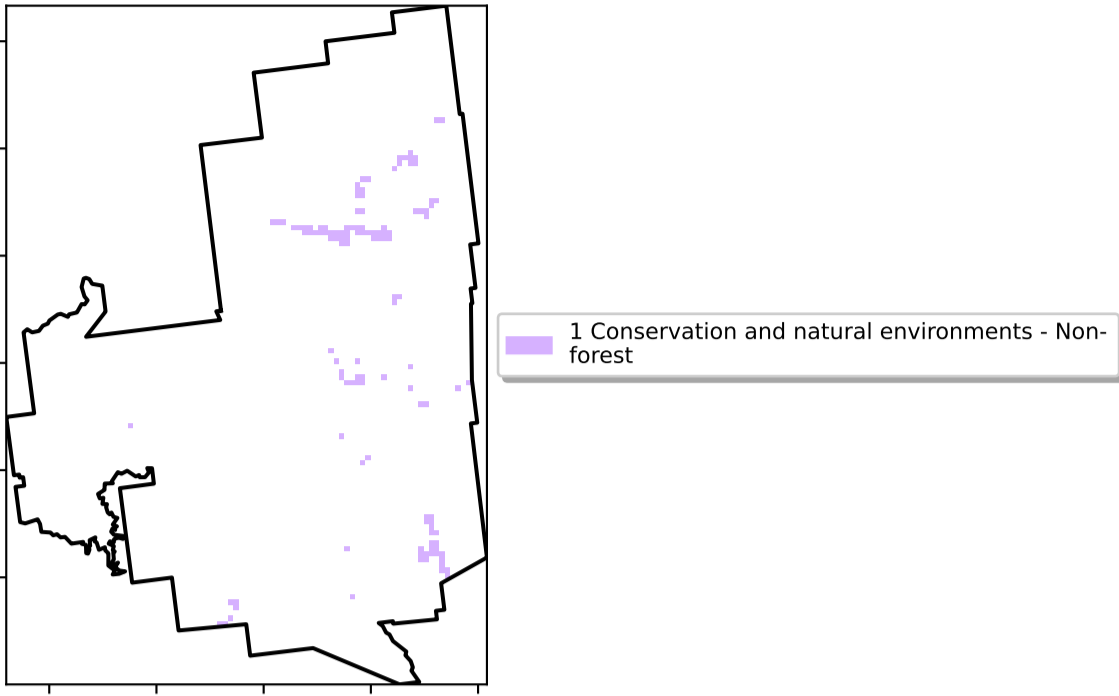 1 Conservation and natural environments - Non-
forest